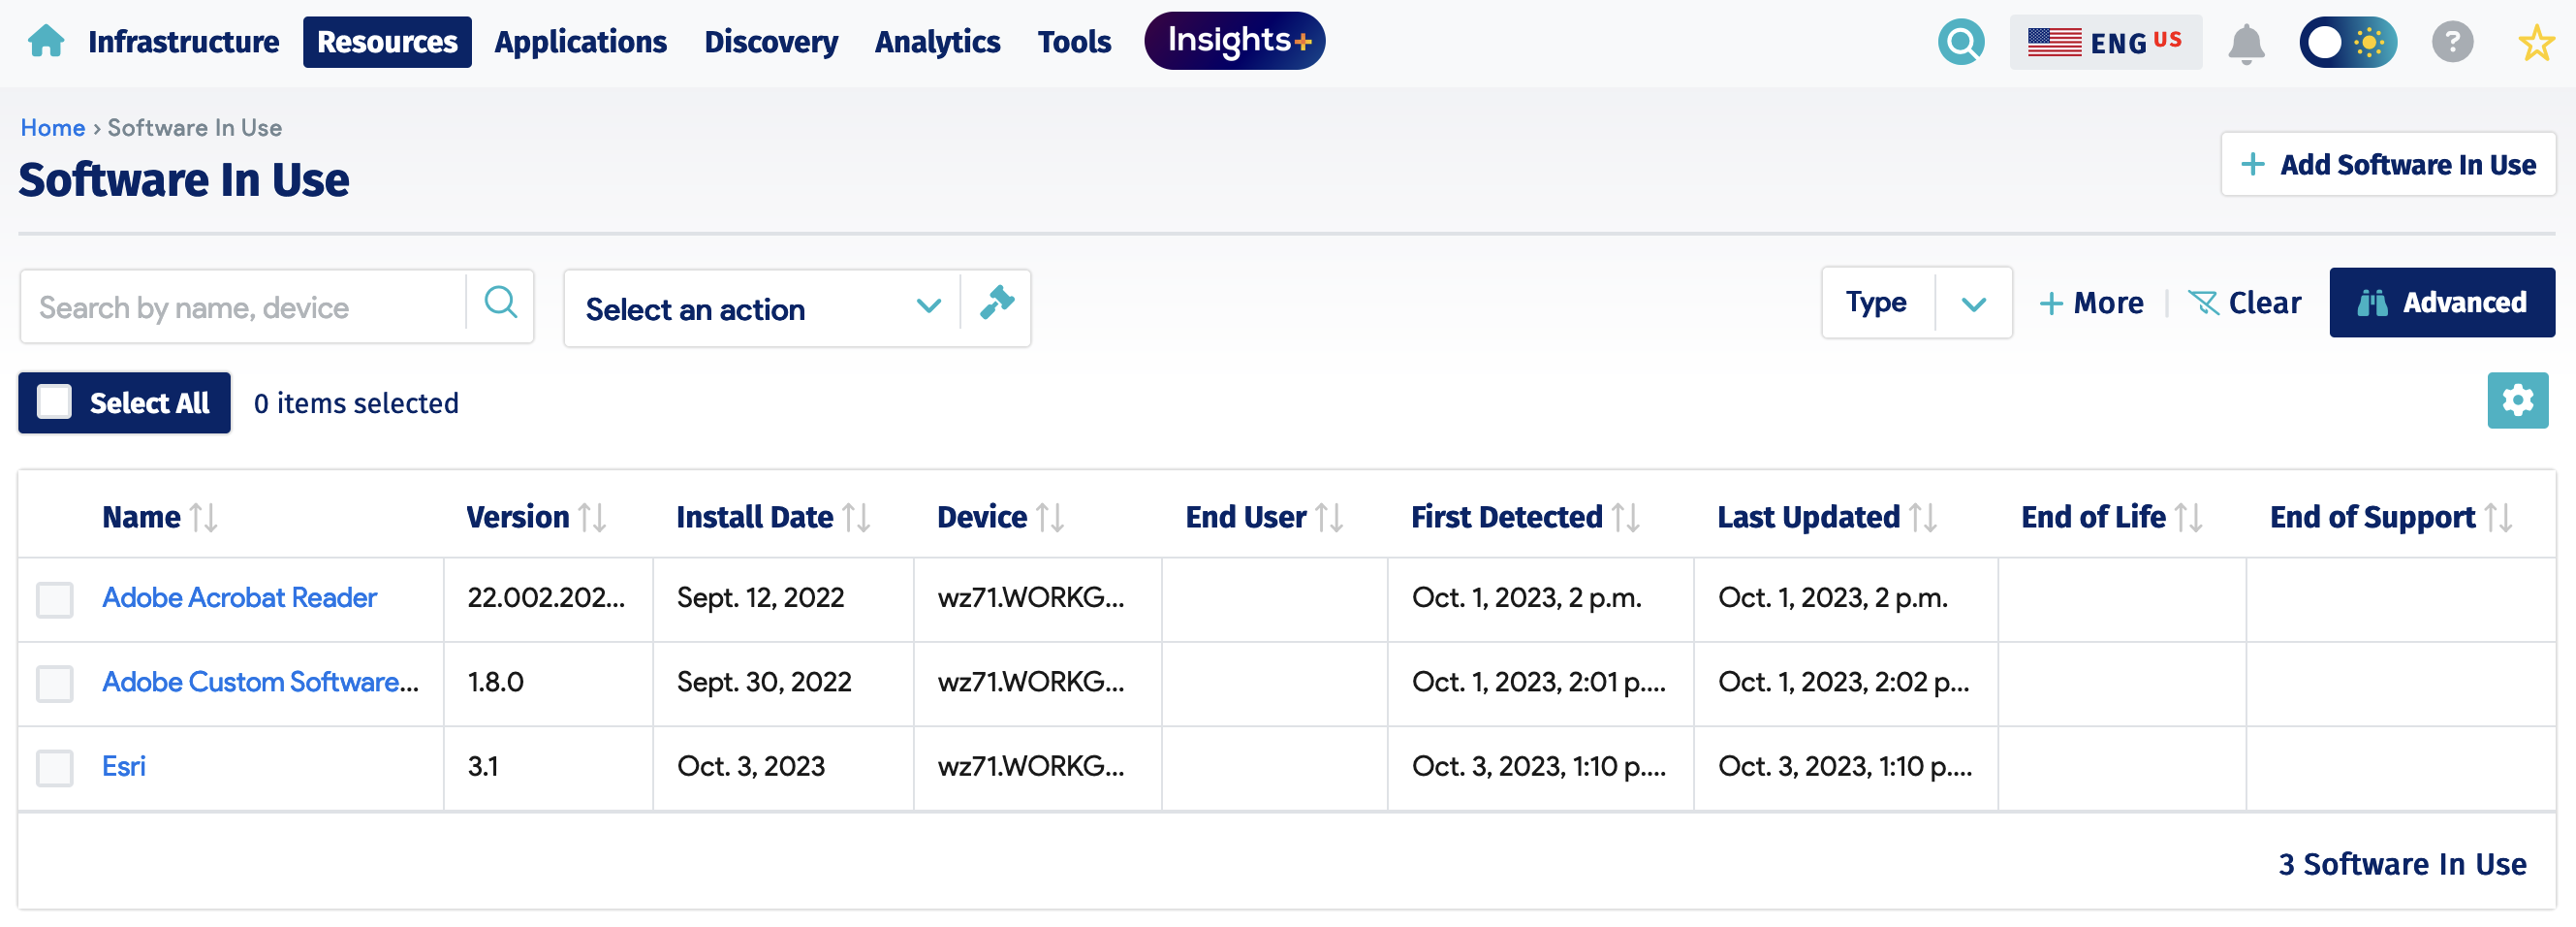 Infrastructure Resources Applications Discovery Analytics Tools Insights+ ENG US ?
Home › Software In Use
Software In Use
+ Add Software In Use
Search by name, device Select an action Type + More Clear Advanced
Select All 0 items selected
Name Version Install Date Device End User First Detected Last Updated End of Life End of Support
Adobe Acrobat Reader 22.002.202... Sept. 12, 2022 wz71.WORKG... Oct. 1, 2023, 2 p.m. Oct. 1, 2023, 2 p.m.
Adobe Custom Software... 1.8.0 Sept. 30, 2022 wz71.WORKG... Oct. 1, 2023, 2:01 p.... Oct. 1, 2023, 2:02 p...
Esri 3.1 Oct. 3, 2023 wz71.WORKG... Oct. 3, 2023, 1:10 p.... Oct. 3, 2023, 1:10 p....
3 Software In Use